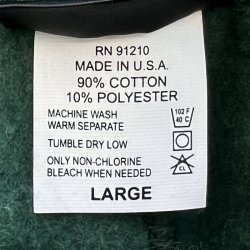 RN 91210
MADE IN U.S.A.
90% COTTON
10% POLYESTER
MACHINE WASH
WARM SEPARATE
102 F
40 C
TUMBLE DRY LOW
ONLY NON-CHLORINE
BLEACH WHEN NEEDED
CL
LARGE